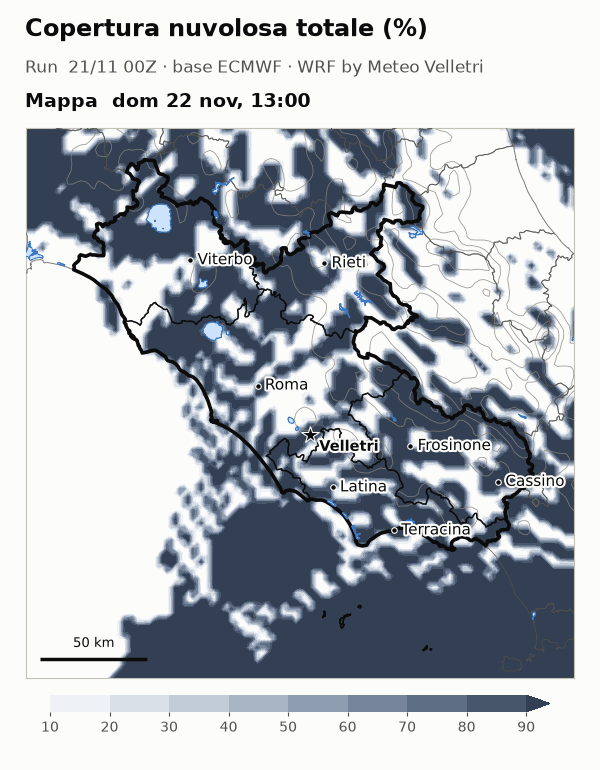 Copertura nuvolosa totale (%)
Run  21/11 00Z · base ECMWF · WRF by Meteo Velletri
Mappa  dom 22 nov, 13:00
Viterbo
Rieti
Roma
Velletri
Frosinone
Cassino
Latina
Terracina
50 km
10 20 30 40 50 60 70 80 90